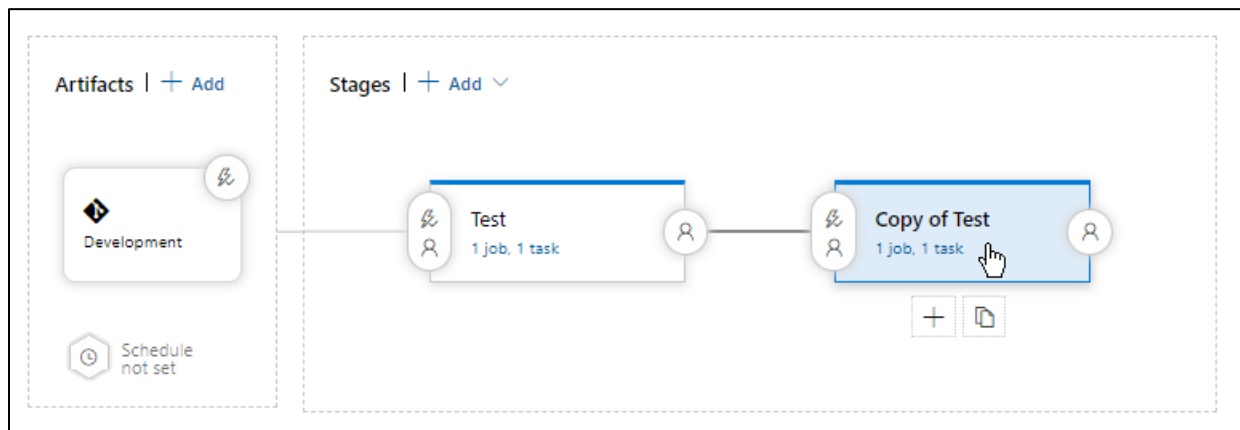 Artifacts | + Add
Development
Schedule
not set
Stages | + Add
Test
1 job, 1 task
Copy of Test
1 job, 1 task